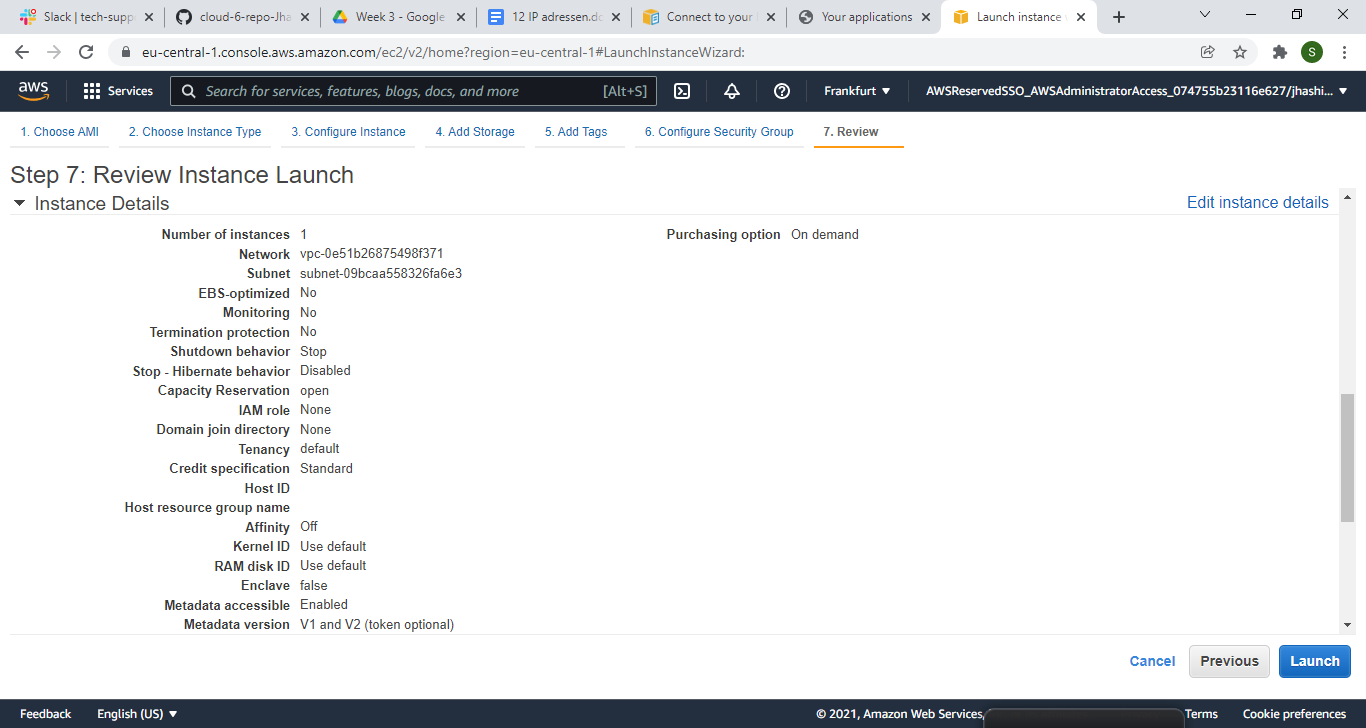 Slack | tech-supp
cloud-6-repo-Jha
Week 3 - Google
12 IP adressen.do
Connect to your
Your applications
Launch instance
eu-central-1.console.aws.amazon.com/ec2/v2/home?region=eu-central-1#LaunchInstanceWizard:
S
aws
Services
Search for services, features, blogs, docs, and more
[Alt+S]
Frankfurt
AWSReservedSSO_AWSAdministratorAccess_074755b23116e627/jhashi...
1. Choose AMI
2. Choose Instance Type
3. Configure Instance
4. Add Storage
5. Add Tags
6. Configure Security Group
7. Review
Step 7: Review Instance Launch
Instance Details
Edit instance details
Number of instances 1
Purchasing option On demand
Network vpc-0e51b26875498f371
Subnet subnet-09bcaa558326fa6e3
EBS-optimized No
Monitoring No
Termination protection No
Shutdown behavior Stop
Stop - Hibernate behavior Disabled
Capacity Reservation open
IAM role None
Domain join directory None
Tenancy default
Credit specification Standard
Host ID
Host resource group name
Affinity Off
Kernel ID Use default
RAM disk ID Use default
Enclave false
Metadata accessible Enabled
Metadata version V1 and V2 (token optional)
Cancel
Previous
Launch
Feedback
English (US)
© 2021, Amazon Web Services,
Terms
Cookie preferences